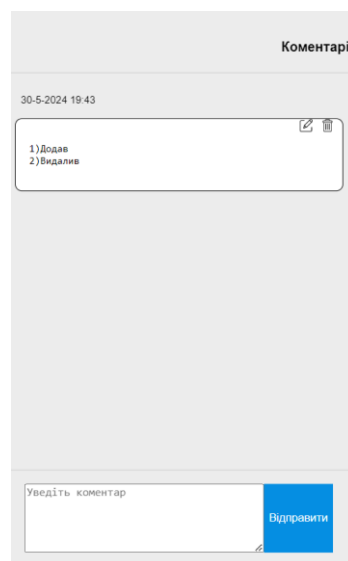 Коментарі
30-5-2024 19:43
1)Додав
2)Видалив
Уведіть коментар
Відправити